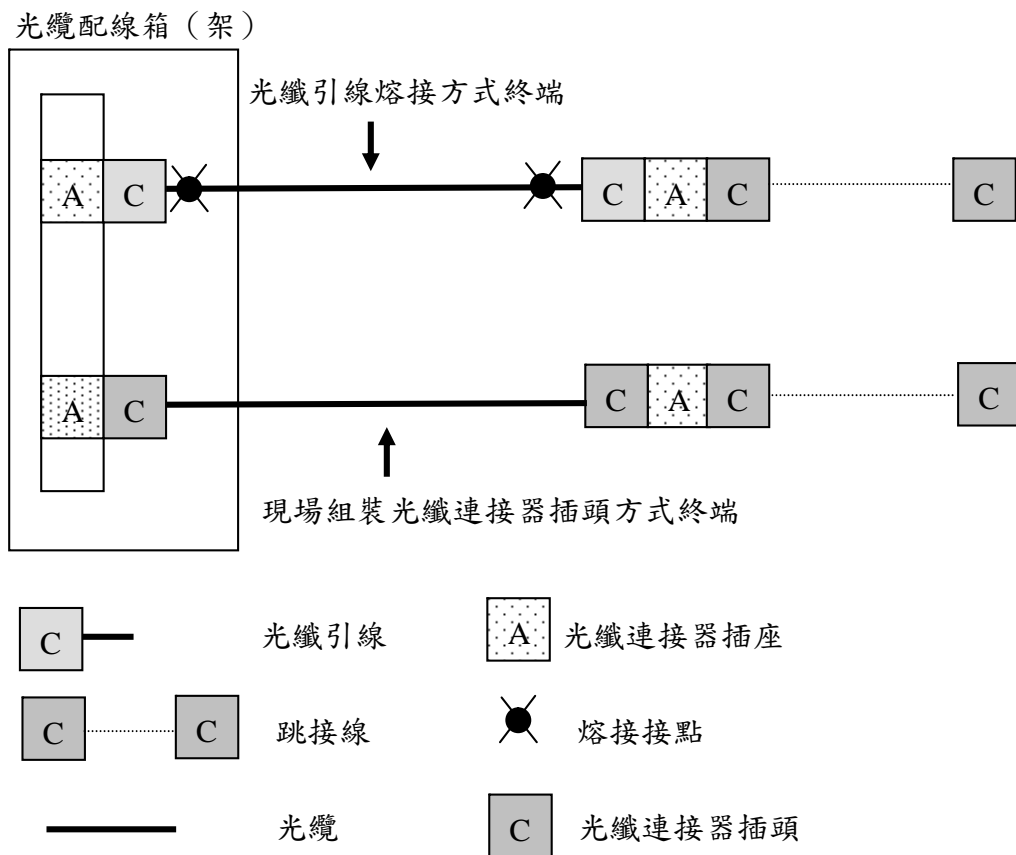 光纜配線箱（架）
光纖引線熔接方式終端
A C C A C C
A C C A C C
現場組裝光纖連接器插頭方式終端
C 光纖引線 A 光纖連接器插座
C C 跳接線 熔接接點
光纜 C 光纖連接器插頭